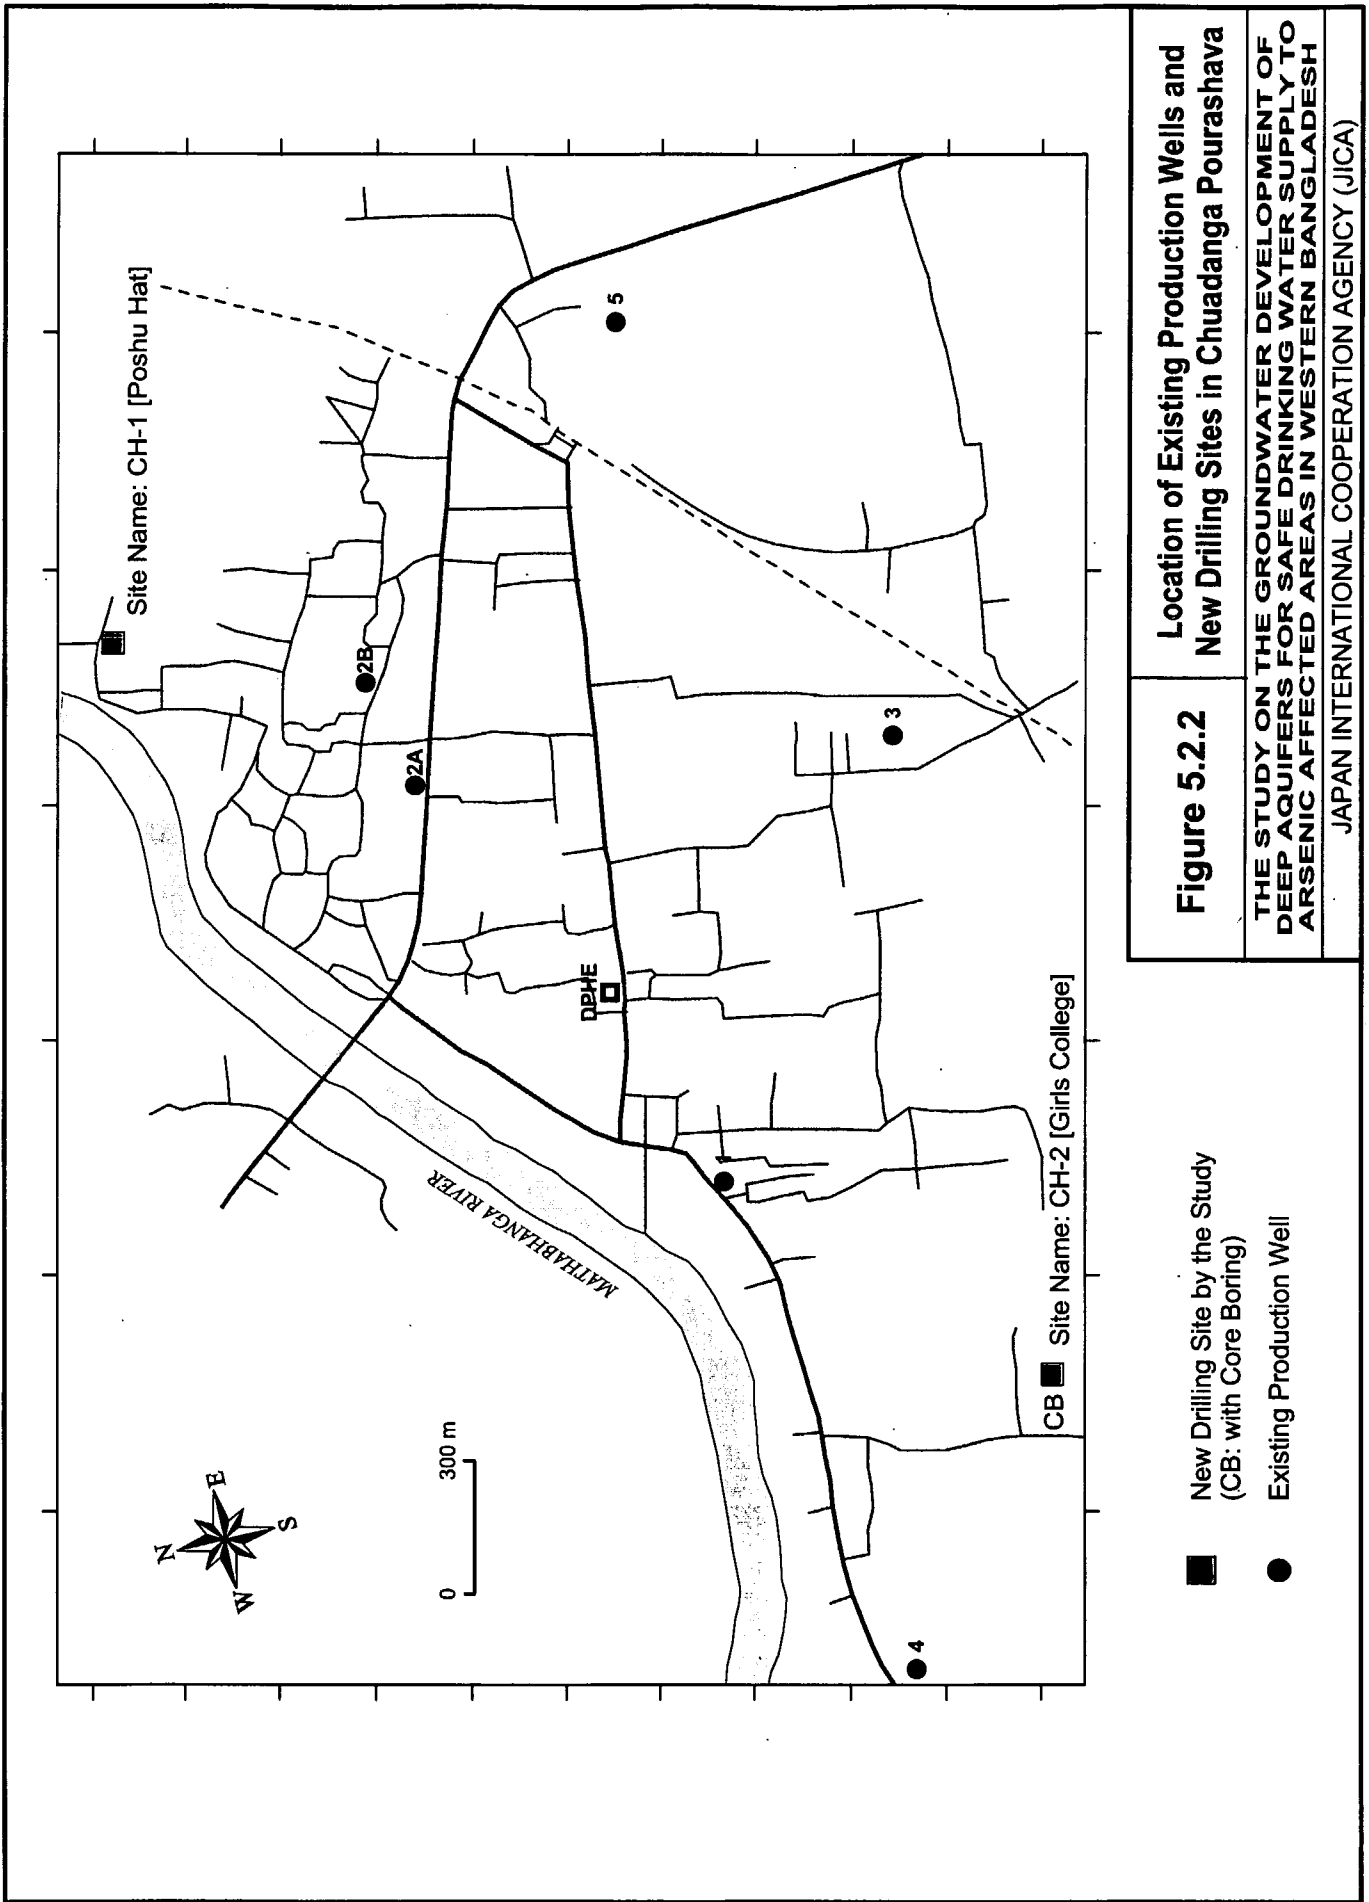 Site Name: CH-1 [Poshu Hat]
2B
2A
5
3
DPHE
1
4
MATHABHANGA RIVER
N
E
S
W
0
300 m
CB
Site Name: CH-2 [Girls College]
New Drilling Site by the Study
(CB: with Core Boring)
Existing Production Well
Figure 5.2.2
Location of Existing Production Wells and
New Drilling Sites in Chuadanga Pourashava
THE STUDY ON THE GROUNDWATER DEVELOPMENT OF
DEEP AQUIFERS FOR SAFE DRINKING WATER SUPPLY TO
ARSENIC AFFECTED AREAS IN WESTERN BANGLADESH
JAPAN INTERNATIONAL COOPERATION AGENCY (JICA)